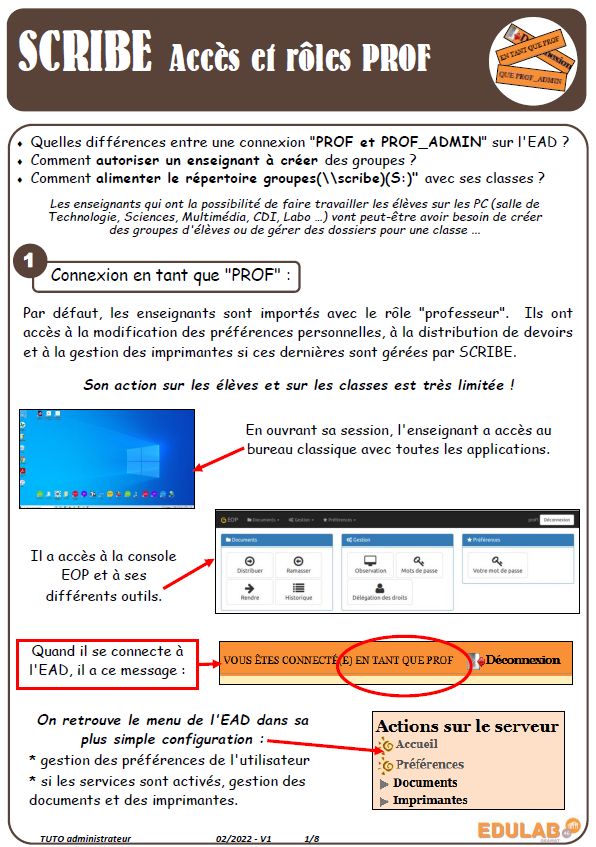 SCRIBE Accès et rôles PROF
EN TANT QUE PROF
Déconnexion
QUE PROF_ADMIN
♦ Quelles différences entre une connexion "PROF et PROF_ADMIN" sur l'EAD ?
♦ Comment autoriser un enseignant à créer des groupes ?
♦ Comment alimenter le répertoire groupes(\\scribe)(S:)" avec ses classes ?
Les enseignants qui ont la possibilité de faire travailler les élèves sur les PC (salle de
Technologie, Sciences, Multimédia, CDI, Labo …) vont peut-être avoir besoin de créer
des groupes d'élèves ou de gérer des dossiers pour une classe …
1
Connexion en tant que "PROF" :
Par défaut, les enseignants sont importés avec le rôle "professeur". Ils ont
accès à la modification des préférences personnelles, à la distribution de devoirs
et à la gestion des imprimantes si ces dernières sont gérées par SCRIBE.
Son action sur les élèves et sur les classes est très limitée !
En ouvrant sa session, l'enseignant a accès au
bureau classique avec toutes les applications.
Il a accès à la console
EOP et à ses
différents outils.
EOP Documents Gestion Préférences prof Déconnexion
Documents Gestion Préférences
Distribuer Ramasser Observation Mots de passe Votre mot de passe
Rendre Historique Délégation des droits
Quand il se connecte à
l'EAD, il a ce message :
VOUS ÊTES CONNECTÉ(E) EN TANT QUE PROF Déconnexion
On retrouve le menu de l'EAD dans sa
plus simple configuration :
* gestion des préférences de l'utilisateur
* si les services sont activés, gestion des
documents et des imprimantes.
Actions sur le serveur
Accueil
Préférences
Documents
Imprimantes
TUTO administrateur 02/2022 - V1 1/8
EDULAB